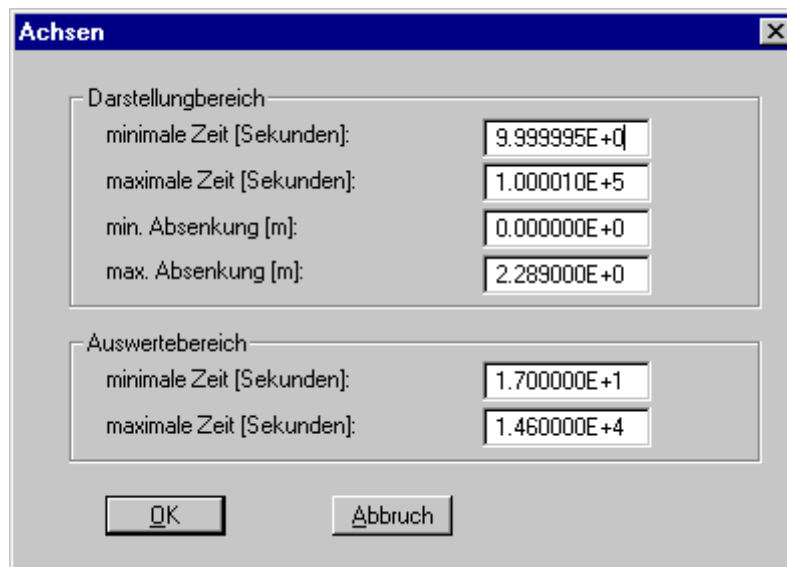 Achsen
Darstellungbereich
minimale Zeit [Sekunden]: 9.999995E+0
maximale Zeit [Sekunden]: 1.000010E+5
min. Absenkung [m]: 0.000000E+0
max. Absenkung [m]: 2.289000E+0
Auswertebereich
minimale Zeit [Sekunden]: 1.700000E+1
maximale Zeit [Sekunden]: 1.460000E+4
OK Abbruch